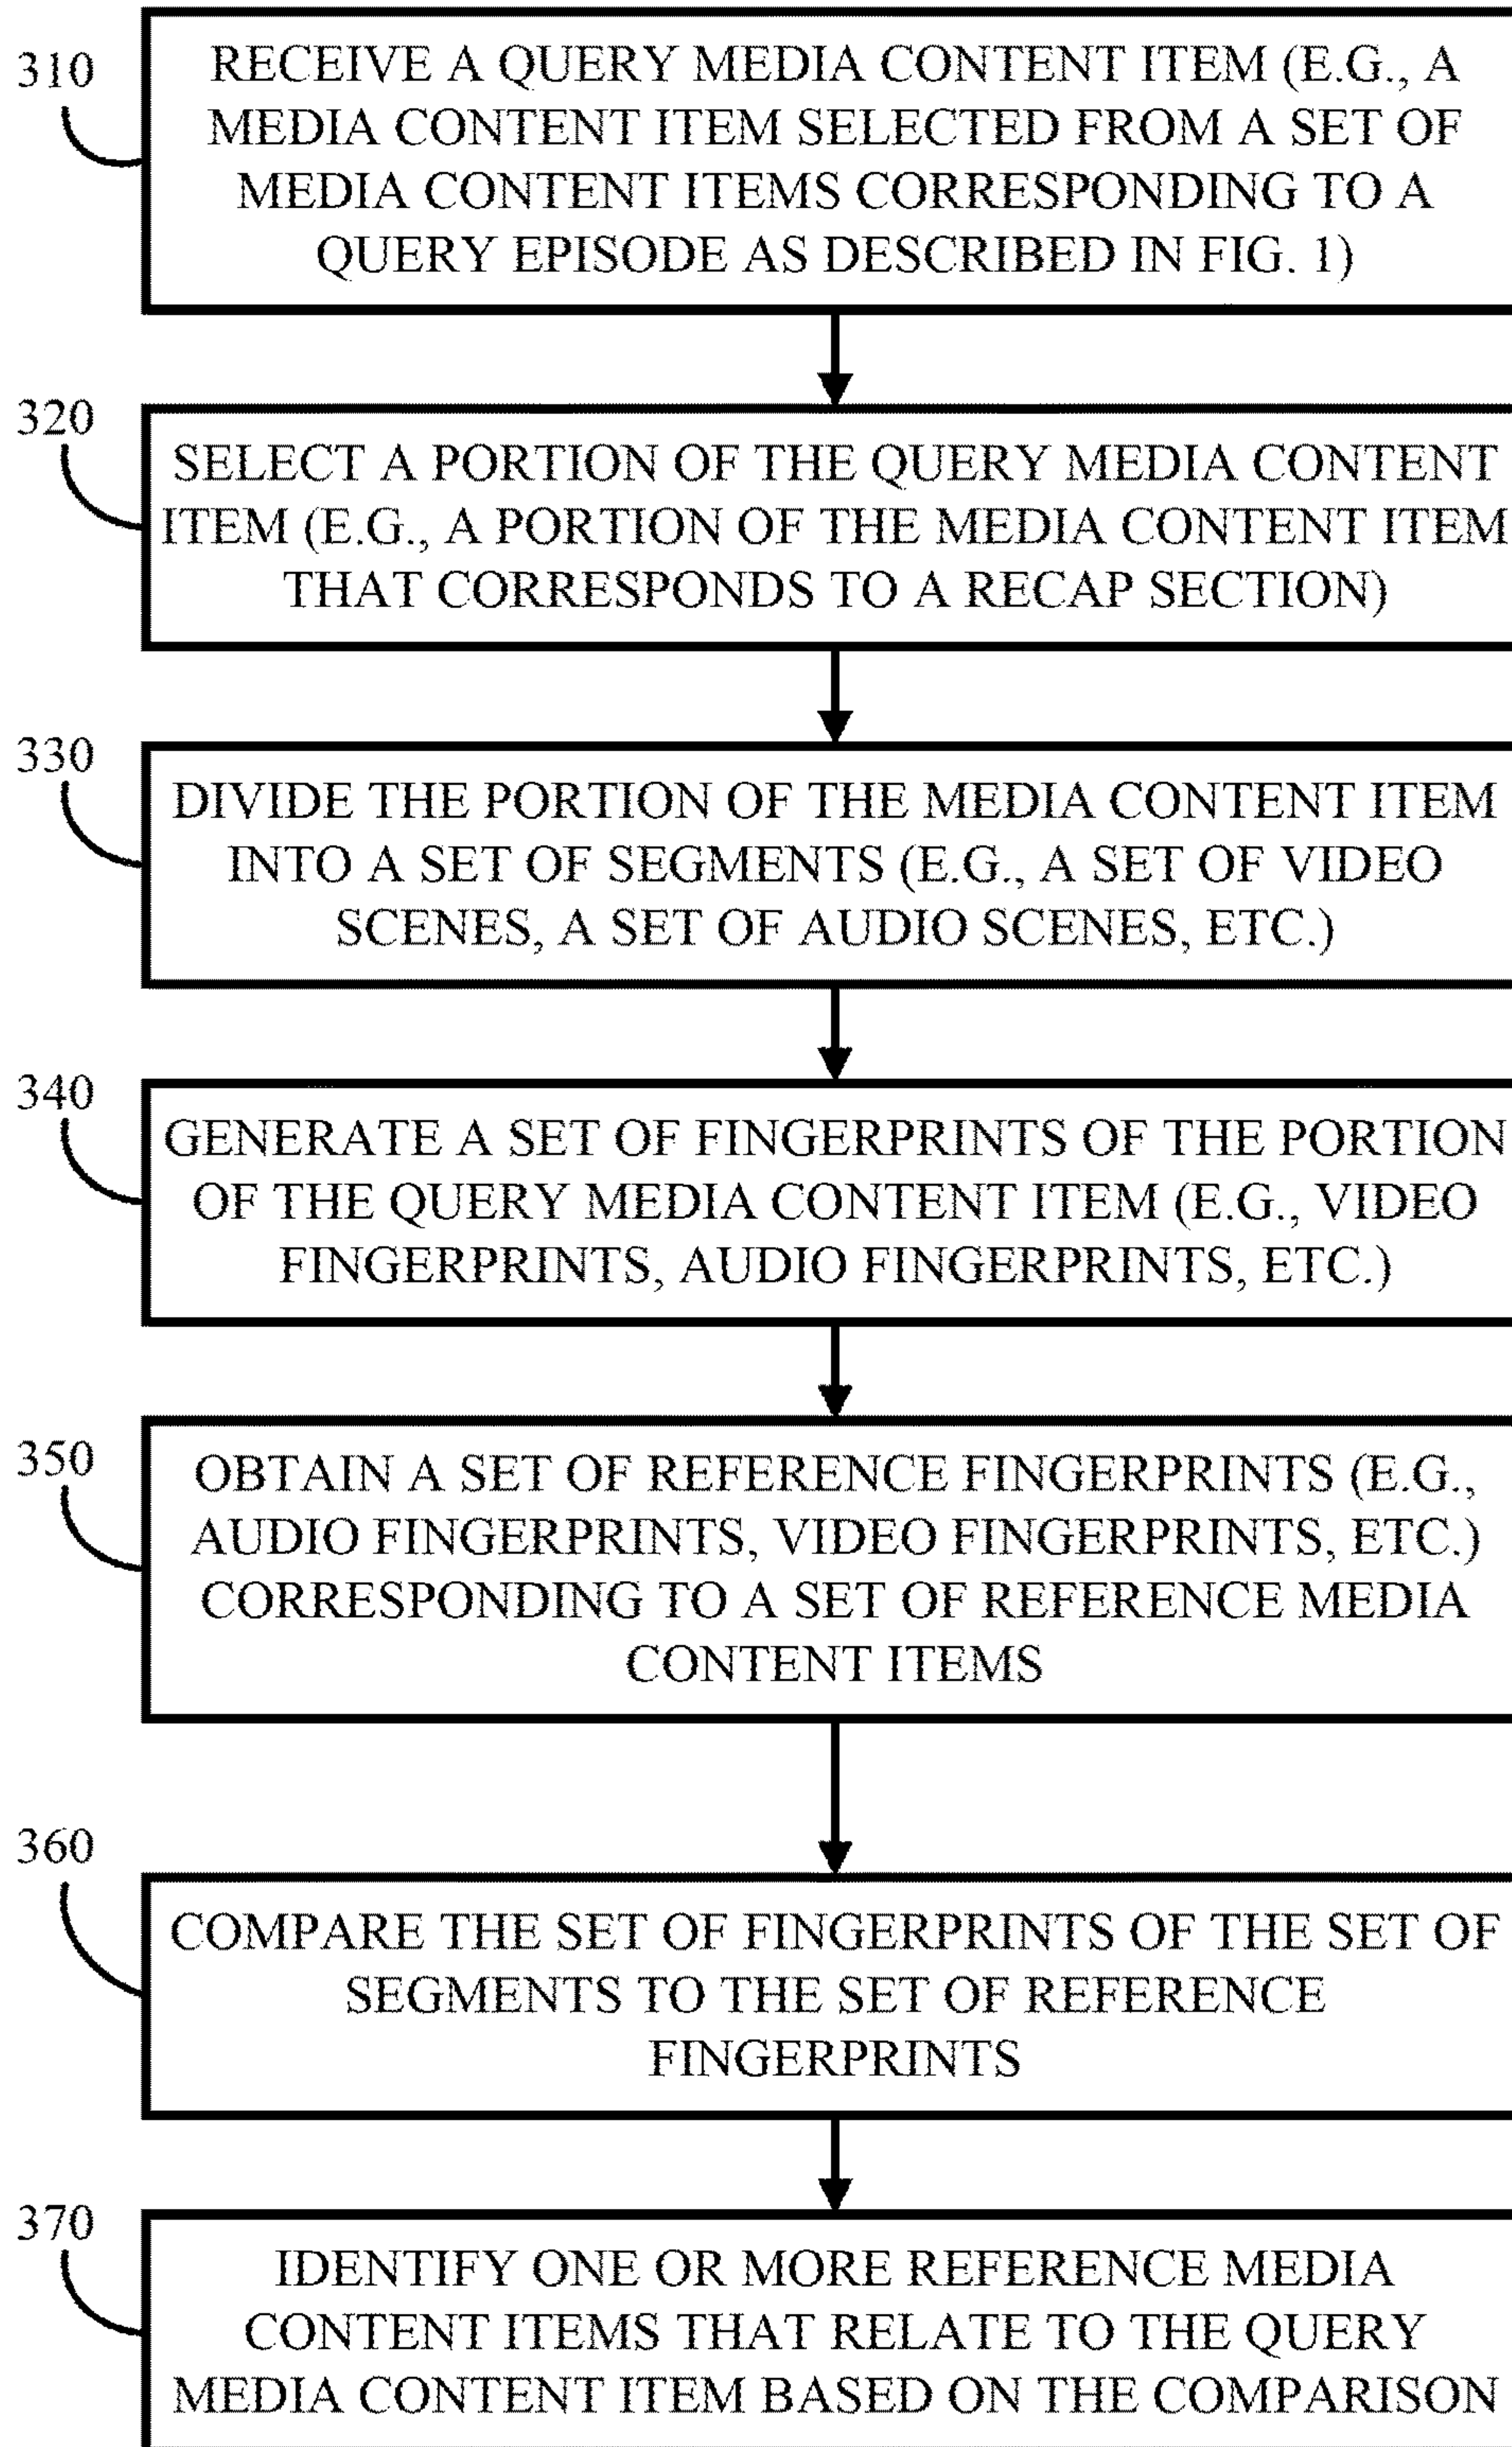 310
RECEIVE A QUERY MEDIA CONTENT ITEM (E.G., A
MEDIA CONTENT ITEM SELECTED FROM A SET OF
MEDIA CONTENT ITEMS CORRESPONDING TO A
QUERY EPISODE AS DESCRIBED IN FIG. 1)
320
SELECT A PORTION OF THE QUERY MEDIA CONTENT
ITEM (E.G., A PORTION OF THE MEDIA CONTENT ITEM
THAT CORRESPONDS TO A RECAP SECTION)
330
DIVIDE THE PORTION OF THE MEDIA CONTENT ITEM
INTO A SET OF SEGMENTS (E.G., A SET OF VIDEO
SCENES, A SET OF AUDIO SCENES, ETC.)
340
GENERATE A SET OF FINGERPRINTS OF THE PORTION
OF THE QUERY MEDIA CONTENT ITEM (E.G., VIDEO
FINGERPRINTS, AUDIO FINGERPRINTS, ETC.)
350
OBTAIN A SET OF REFERENCE FINGERPRINTS (E.G.,
AUDIO FINGERPRINTS, VIDEO FINGERPRINTS, ETC.)
CORRESPONDING TO A SET OF REFERENCE MEDIA
CONTENT ITEMS
360
COMPARE THE SET OF FINGERPRINTS OF THE SET OF
SEGMENTS TO THE SET OF REFERENCE
FINGERPRINTS
370
IDENTIFY ONE OR MORE REFERENCE MEDIA
CONTENT ITEMS THAT RELATE TO THE QUERY
MEDIA CONTENT ITEM BASED ON THE COMPARISON